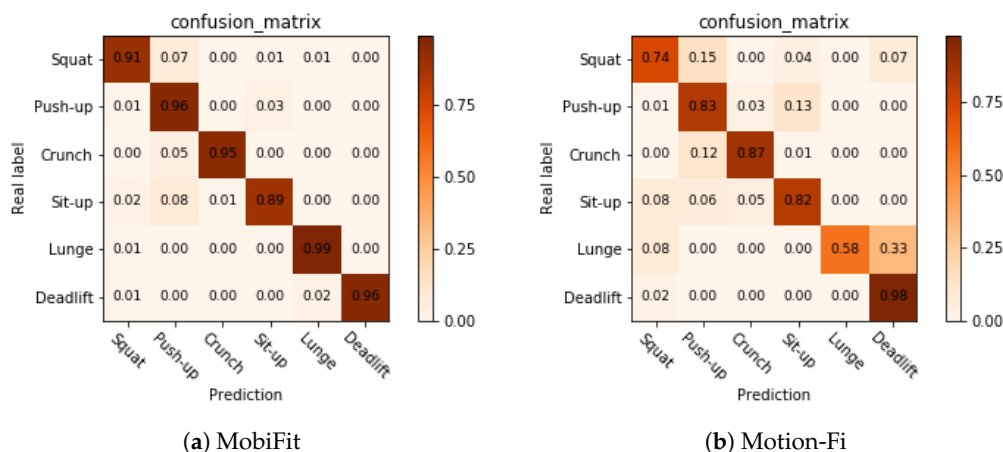 confusion_matrix
Squat 0.91 0.07 0.00 0.01 0.01 0.00
Push-up 0.01 0.96 0.00 0.03 0.00 0.00
Crunch 0.00 0.05 0.95 0.00 0.00 0.00
Sit-up 0.02 0.08 0.01 0.89 0.00 0.00
Lunge 0.01 0.00 0.00 0.00 0.99 0.00
Deadlift 0.01 0.00 0.00 0.00 0.02 0.96
Real label
Squat Push-up Crunch Sit-up Lunge Deadlift
Prediction
0.75
0.50
0.25
0.00
(a) MobiFit
confusion_matrix
Squat 0.74 0.15 0.00 0.04 0.00 0.07
Push-up 0.01 0.83 0.03 0.13 0.00 0.00
Crunch 0.00 0.12 0.87 0.01 0.00 0.00
Sit-up 0.08 0.06 0.05 0.82 0.00 0.00
Lunge 0.08 0.00 0.00 0.00 0.58 0.33
Deadlift 0.02 0.00 0.00 0.00 0.00 0.98
Real label
Squat Push-up Crunch Sit-up Lunge Deadlift
Prediction
0.75
0.50
0.25
0.00
(b) Motion-Fi